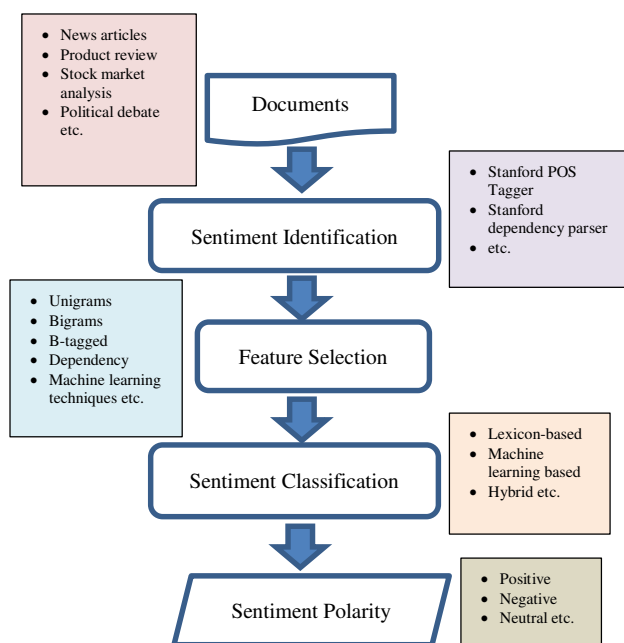 • News articles
• Product review
• Stock market
analysis
• Political debate
etc.
Documents
• Stanford POS
Tagger
• Stanford
dependency parser
• etc.
Sentiment Identification
• Unigrams
• Bigrams
• B-tagged
• Dependency
• Machine learning
techniques etc.
Feature Selection
• Lexicon-based
• Machine
learning based
• Hybrid etc.
Sentiment Classification
• Positive
• Negative
• Neutral etc.
Sentiment Polarity